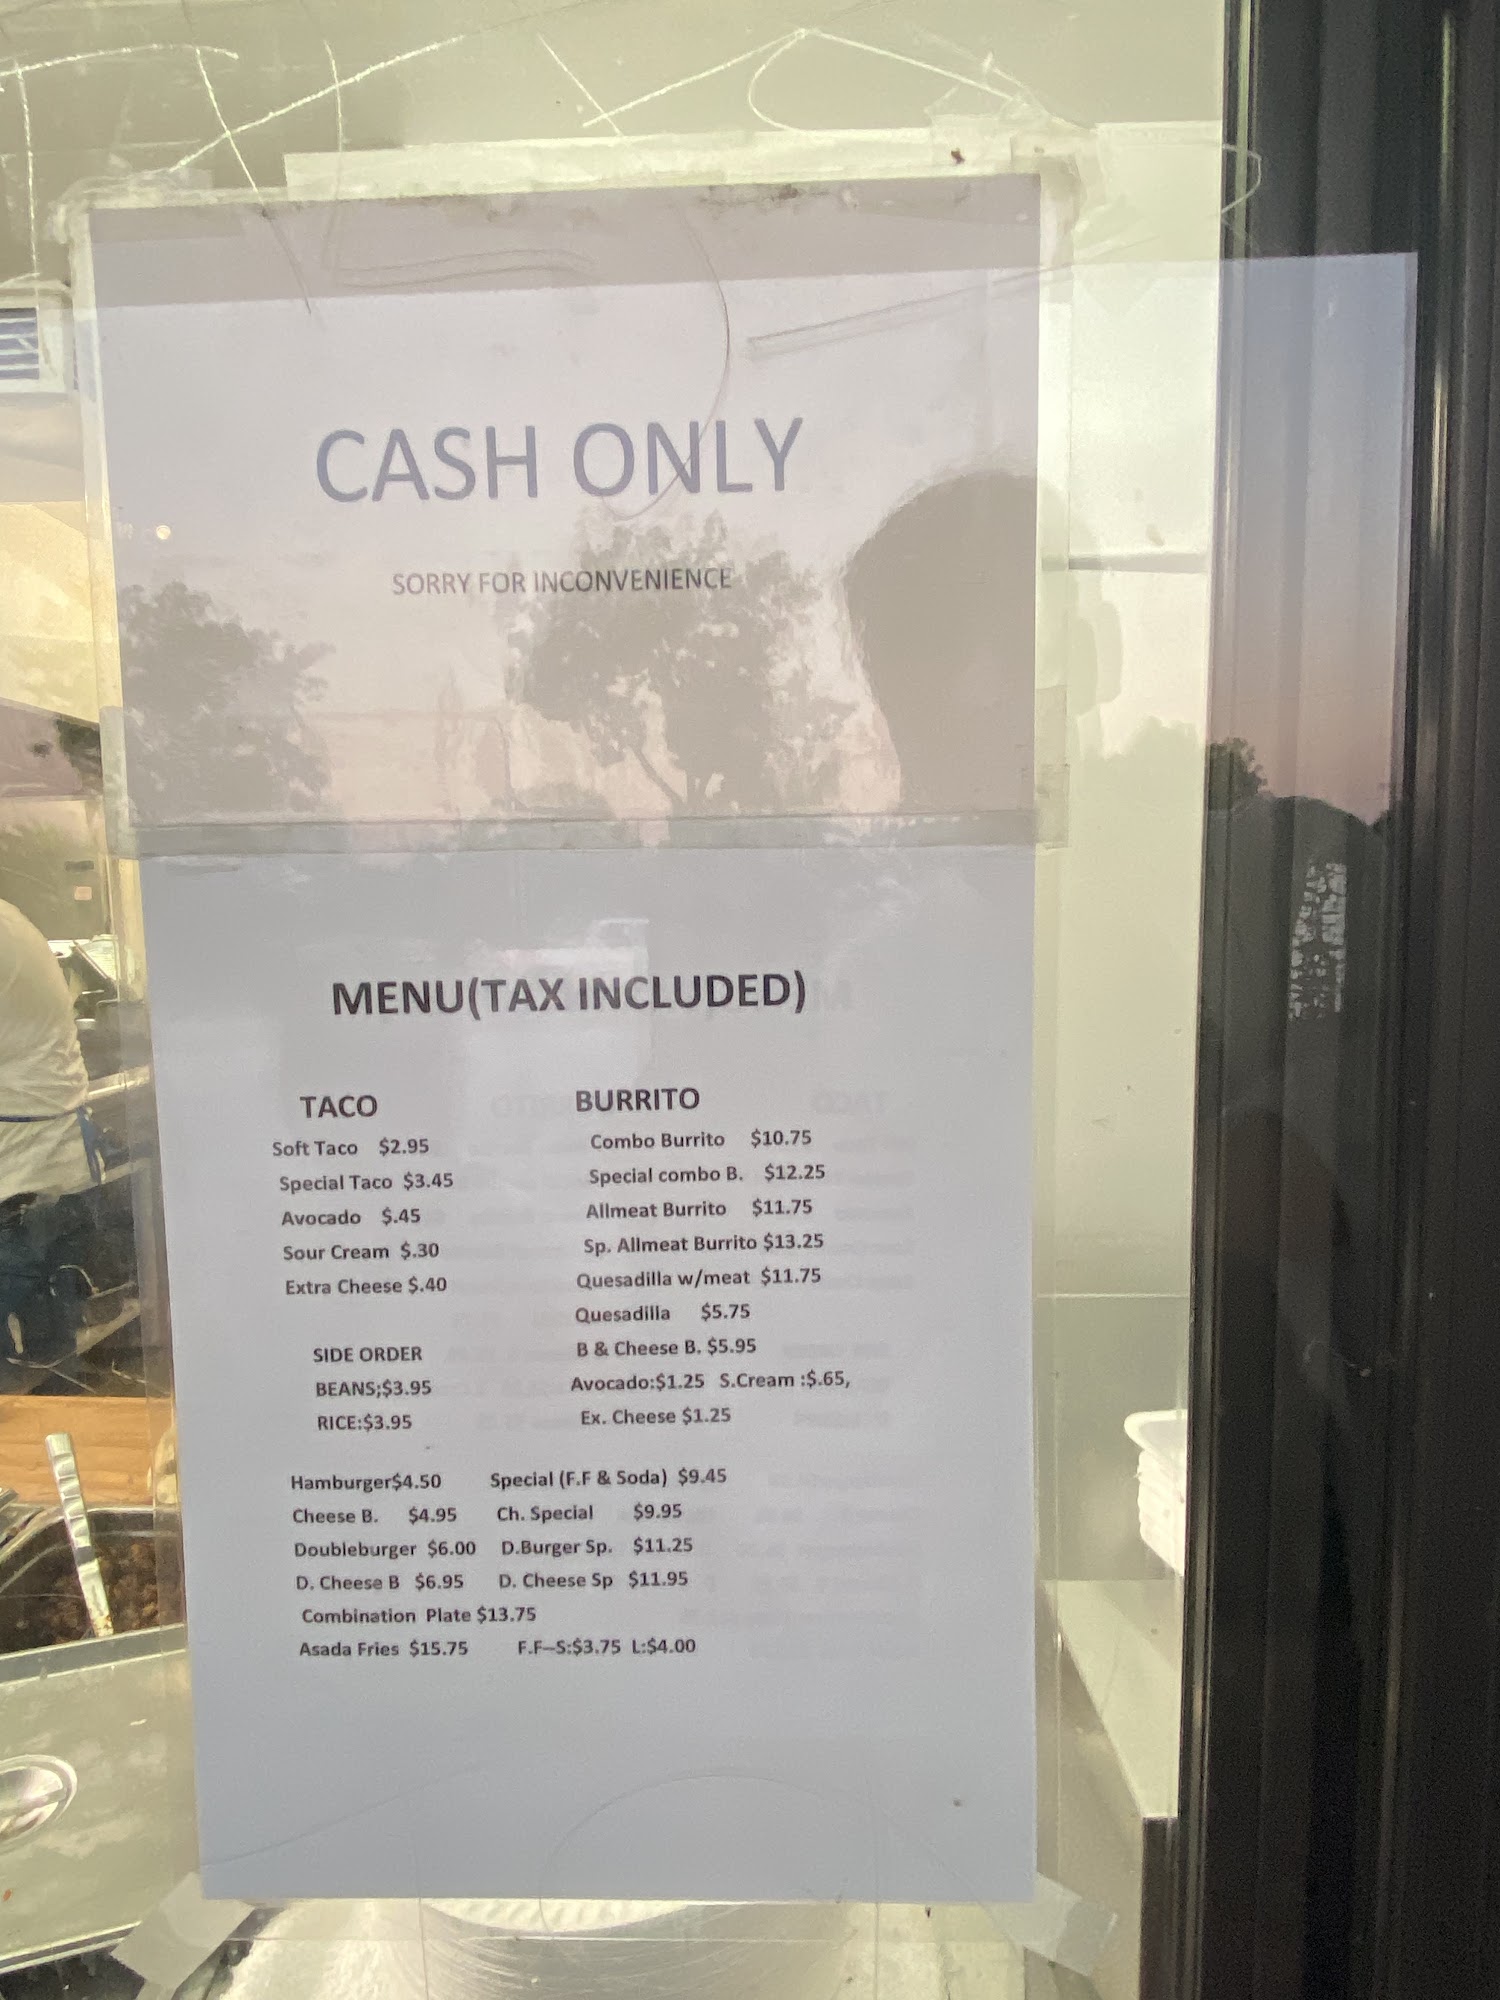 CASH ONLY
SORRY FOR INCONVENIENCE
MENU(TAX INCLUDED)
TACO
Soft Taco $2.95
Special Taco $3.45
Avocado $.45
Sour Cream $.30
Extra Cheese $.40
SIDE ORDER
BEANS;$3.95
RICE:$3.95
BURRITO
Combo Burrito $10.75
Special combo B. $12.25
Allmeat Burrito $11.75
Sp. Allmeat Burrito $13.25
Quesadilla w/meat $11.75
Quesadilla $5.75
B & Cheese B. $5.95
Avocado:$1.25 S.Cream :$.65,
Ex. Cheese $1.25
Hamburger$4.50 Special (F.F & Soda) $9.45
Cheese B. $4.95 Ch. Special $9.95
Doubleburger $6.00 D.Burger Sp. $11.25
D. Cheese B $6.95 D. Cheese Sp $11.95
Combination Plate $13.75
Asada Fries $15.75 F.F–S:$3.75 L:$4.00